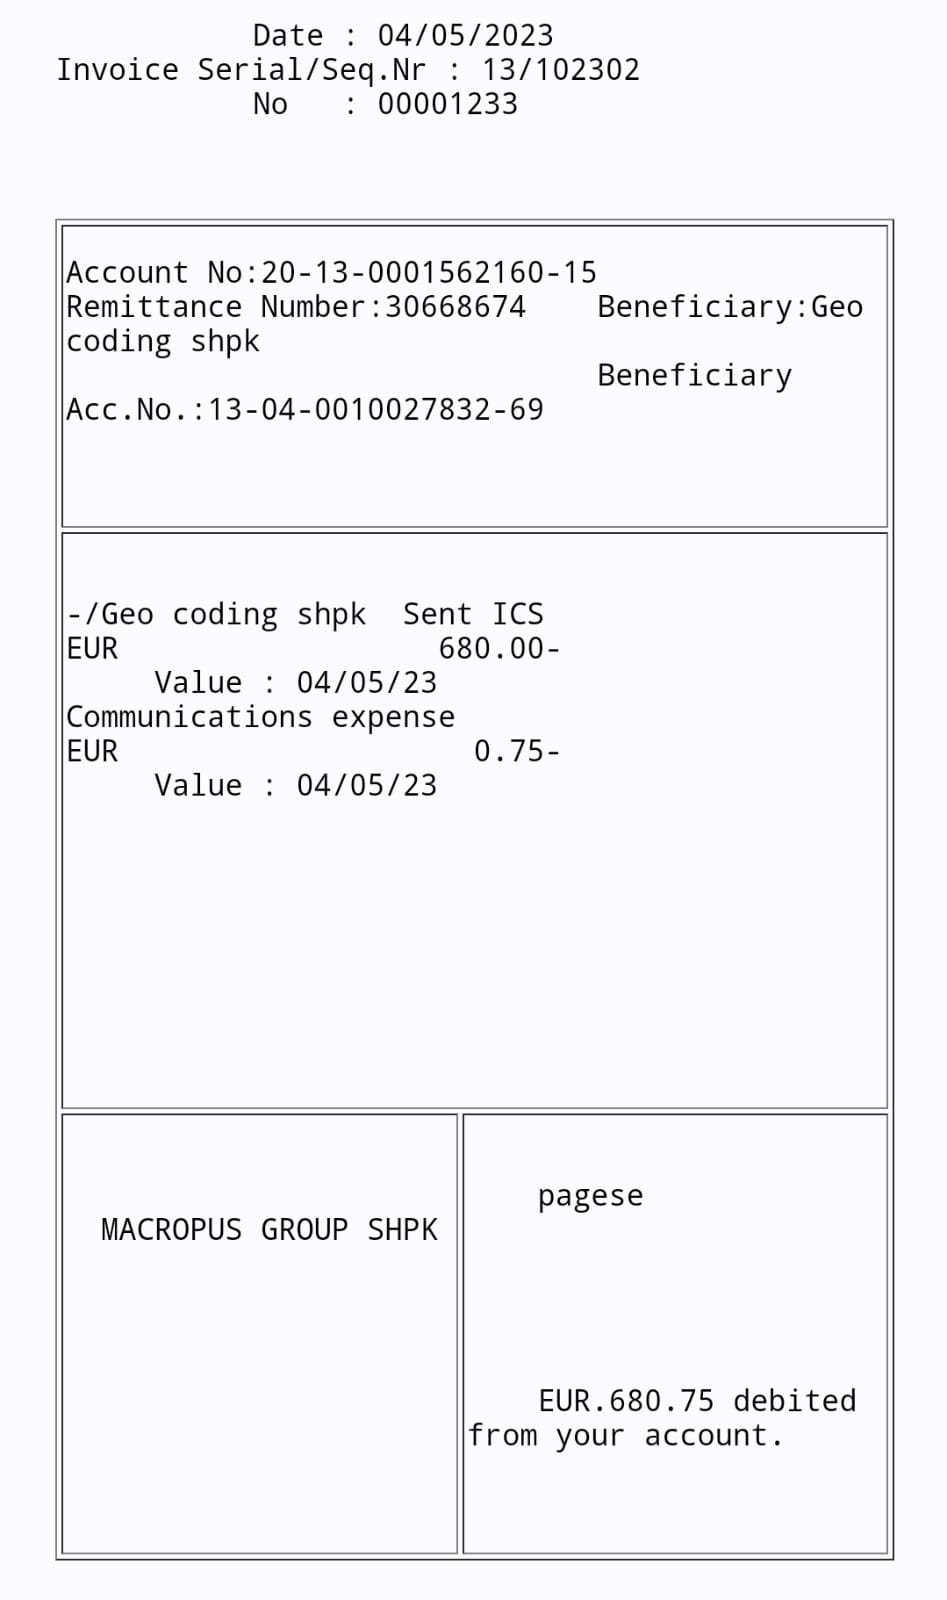 Date : 04/05/2023
Invoice Serial/Seq.Nr : 13/102302
No : 00001233
Account No:20-13-0001562160-15
Remittance Number:30668674 Beneficiary:Geo
coding shpk
Beneficiary
Acc.No.:13-04-0010027832-69
-/Geo coding shpk Sent ICS
EUR 680.00-
Value : 04/05/23
Communications expense
EUR 0.75-
Value : 04/05/23
MACROPUS GROUP SHPK
pagese
EUR.680.75 debited
from your account.